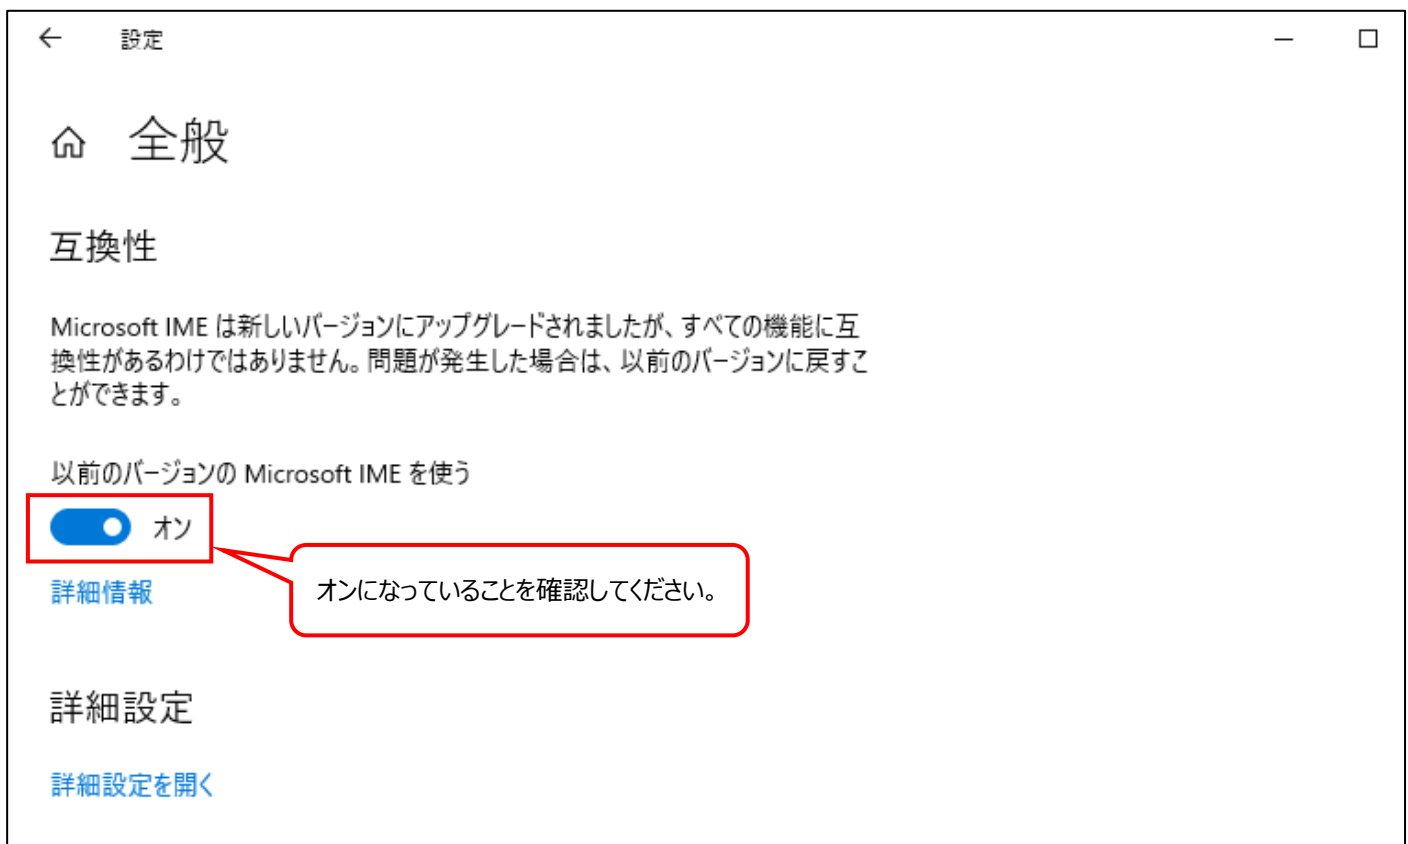 設定
全般
互換性
Microsoft IME は新しいバージョンにアップグレードされましたが、すべての機能に互
換性があるわけではありません。問題が発生した場合は、以前のバージョンに戻すこ
とができます。
以前のバージョンの Microsoft IME を使う
オン
オンになっていることを確認してください。
詳細情報
詳細設定
詳細設定を開く